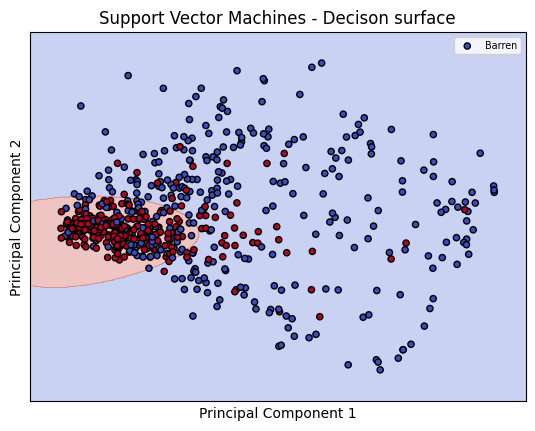 Support Vector Machines - Decison surface
Barren
Principal Component 2
Principal Component 1